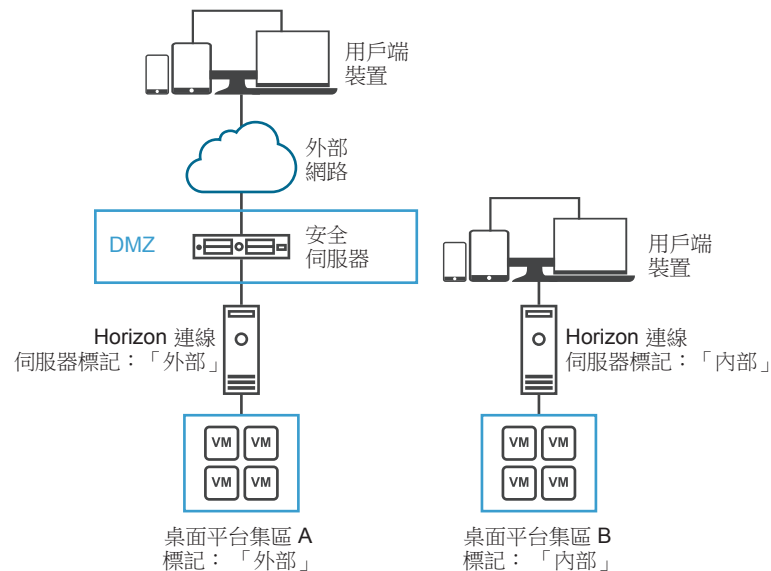 用戶端
裝置
外部
網路
DMZ
安全
伺服器
用戶端
裝置
Horizon 連線
伺服器標記：「外部」
Horizon 連線
伺服器標記：「內部」
VM VM
VM VM
VM VM
VM VM
桌面平台集區 A
標記：「外部」
桌面平台集區 B
標記：「內部」